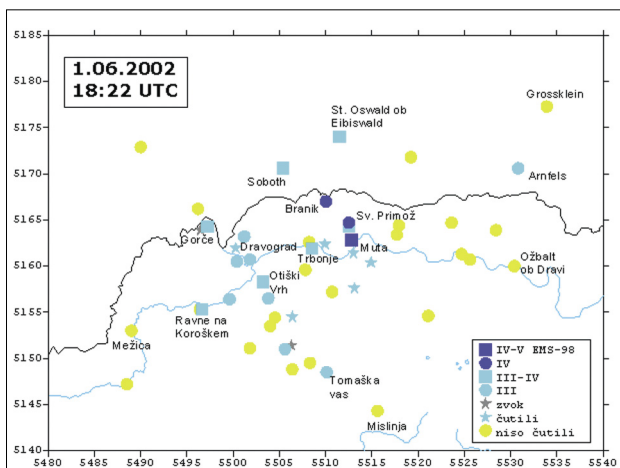 5185
5185
5180
5175
5170
5165
5160
5155
5150
5145
5140
1.06.2002
18:22 UTC
Grossklein
St. Oswald ob
Eibiswald
Soboth
Arnfels
Branik
Sv. Primož
Gorče
Dravograd
Muta
Trbonje
Otiški
Vrh
Ožbalt
ob Dravi
Ravne na
Koroškem
Mežica
Tomaška
vas
Mislinja
IV-V EMS-98
IV
III-IV
III
zvok
čutili
niso čutili
5480 5485 5490 5495 5500 5505 5510 5515 5520 5525 5530 5535 5540